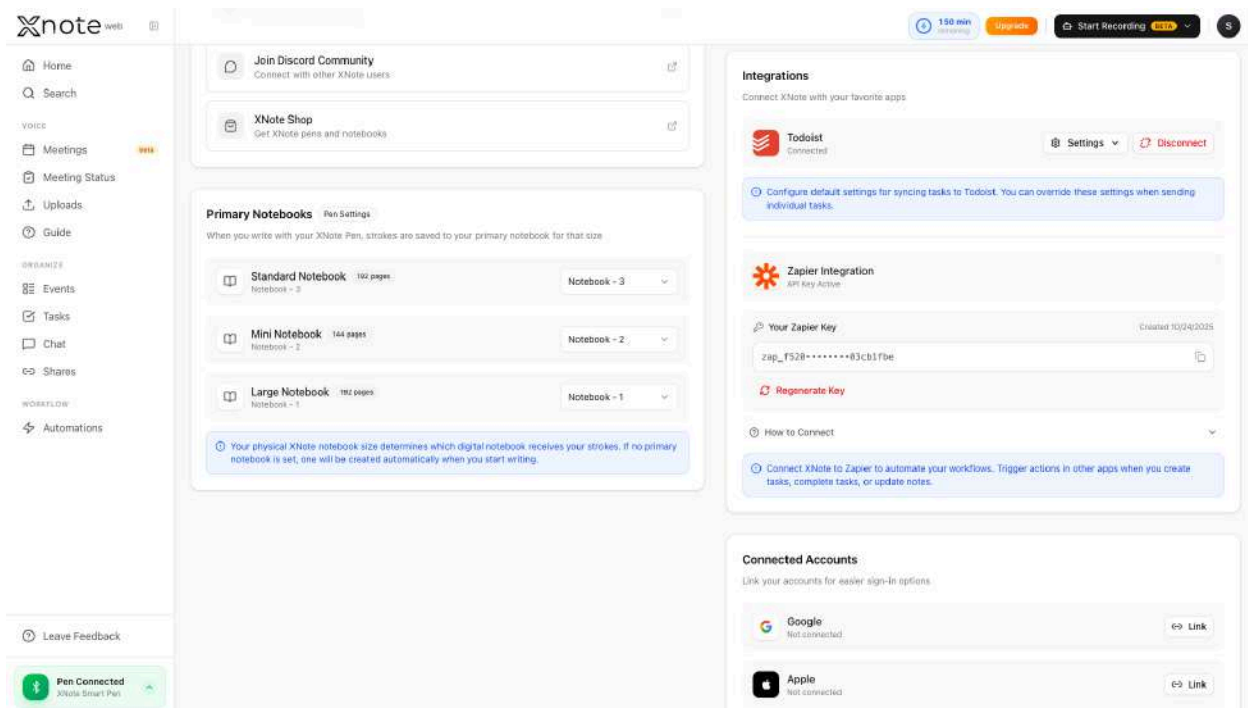 Xnote web
150 min
remaining
Upgrade
Start Recording BETA
S
Home
Search
VOICE
Meetings BETA
Meeting Status
Uploads
Guide
ORGANIZE
Events
Tasks
Chat
Shares
WORKFLOW
Automations
Leave Feedback
Pen Connected
XNote Smart Pen
Join Discord Community
Connect with other XNote users
XNote Shop
Get XNote pens and notebooks
Primary Notebooks Pen Settings
When you write with your XNote Pen, strokes are saved to your primary notebook for that size
Standard Notebook 192 pages
Notebook - 3
Notebook - 3
Mini Notebook 144 pages
Notebook - 2
Notebook - 2
Large Notebook 192 pages
Notebook - 1
Notebook - 1
Your physical XNote notebook size determines which digital notebook receives your strokes. If no primary
notebook is set, one will be created automatically when you start writing.
Integrations
Connect XNote with your favorite apps
Todoist
Connected
Settings
Disconnect
Configure default settings for syncing tasks to Todoist. You can override these settings when sending
individual tasks.
Zapier Integration
API Key Active
Your Zapier Key
Created 10/24/2025
zap_f520••••••••03cb1fbe
Regenerate Key
How to Connect
Connect XNote to Zapier to automate your workflows. Trigger actions in other apps when you create
tasks, complete tasks, or update notes.
Connected Accounts
Link your accounts for easier sign-in options
Google
Not connected
Link
Apple
Not connected
Link